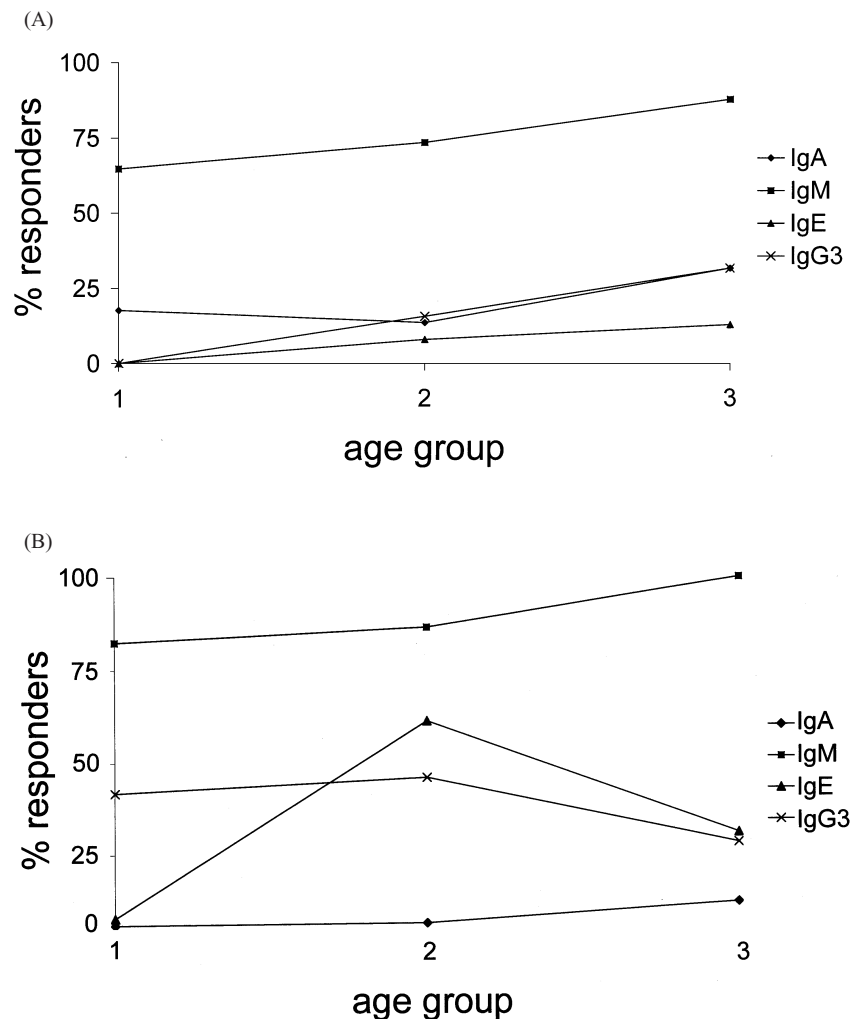 (A)
100
75
50
25
0
% responders
1 2 3
age group
IgA
IgM
IgE
IgG3
(B)
100
75
50
25
0
% responders
1 2 3
age group
IgA
IgM
IgE
IgG3